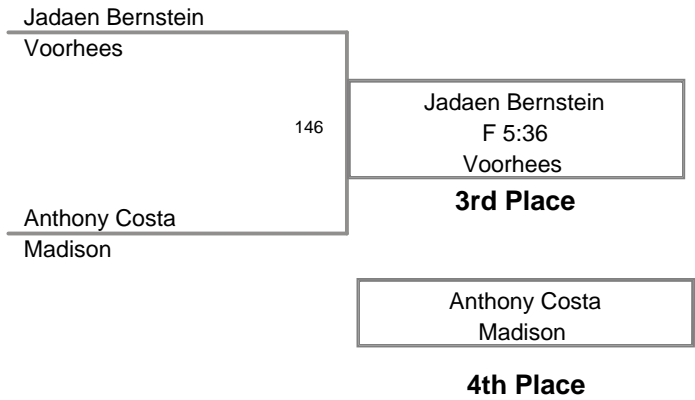 Jadaen Bernstein
Voorhees
146
Jadaen Bernstein
F 5:36
Voorhees
3rd Place
Anthony Costa
Madison
Anthony Costa
Madison
4th Place